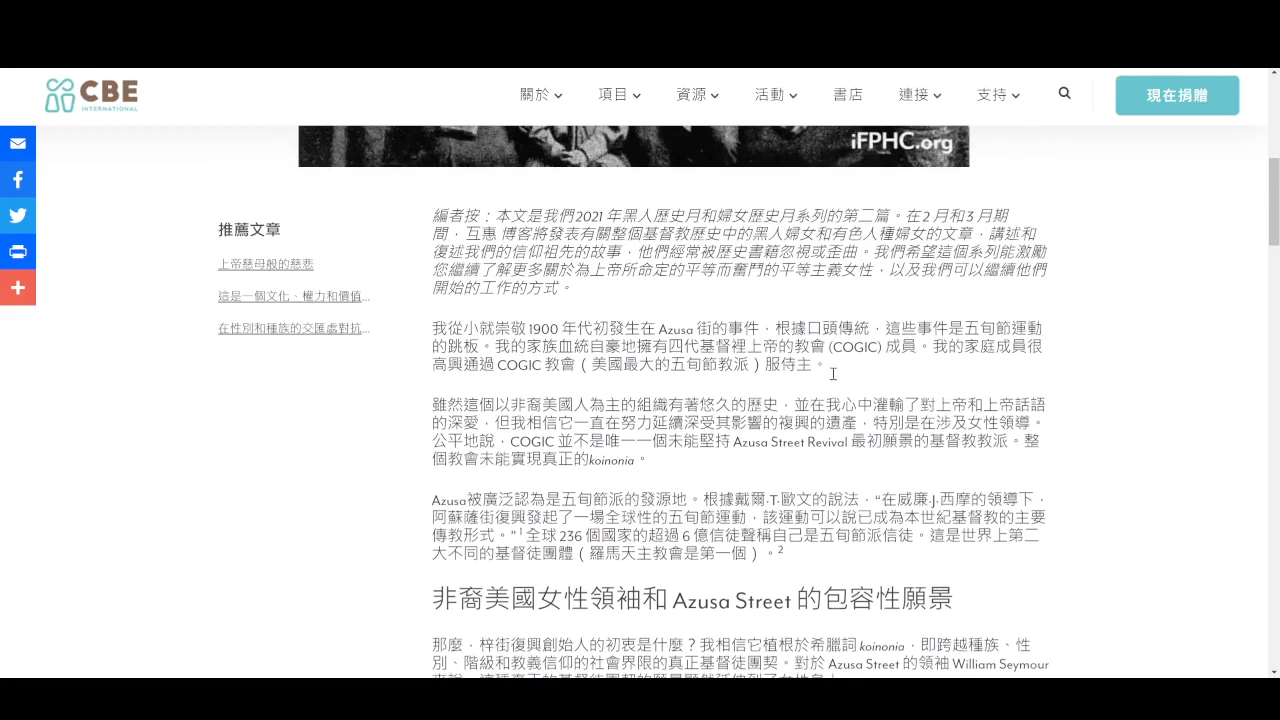 CBE
INTERNATIONAL
關於
項目
資源
活動
書店
連接
支持
現在捐贈
iFPHC.org
推薦文章
上帝慈母般的慈悲
這是一個文化、權力和價值...
在性別和種族的交匯處對抗...
編者按：本文是我們2021 年黑人歷史月和婦女歷史月系列的第二篇。在2 月和3 月期
間，互惠 博客將發表有關整個基督教歷史中的黑人婦女和有色人種婦女的文章，講述和
復述我們的信仰祖先的故事，他們經常被歷史書籍忽視或歪曲。我們希望這個系列能激勵
您繼續了解更多關於為上帝所命定的平等而奮鬥的平等主義女性，以及我們可以繼續他們
開始的工作的方式。
我從小就崇敬 1900 年代初發生在 Azusa 街的事件，根據口頭傳統，這些事件是五旬節運動
的跳板。我的家族血統自豪地擁有四代基督裡上帝的教會 (COGIC) 成員。我的家庭成員很
高興通過 COGIC 教會（美國最大的五旬節教派）服侍主。
雖然這個以非裔美國人為主的組織有著悠久的歷史，並在我心中灌輸了對上帝和上帝話語
的深愛，但我相信它一直在努力延續深受其影響的複興的遺產，特別是在涉及女性領導。
公平地說，COGIC 並不是唯一一個未能堅持 Azusa Street Revival 最初願景的基督教教派。整
個教會未能實現真正的koinonia。
Azusa被廣泛認為是五旬節派的發源地。根據戴爾·T·歐文的說法，“在威廉·J·西摩的領導下，
阿蘇薩街復興發起了一場全球性的五旬節運動，該運動可以說已成為本世紀基督教的主要
傳教形式。” 1 全球 236 個國家的超過 6 億信徒聲稱自己是五旬節派信徒。這是世界上第二
大不同的基督徒團體（羅馬天主教會是第一個）。2
非裔美國女性領袖和 Azusa Street 的包容性願景
那麼，梓街復興創始人的初衷是什麼？我相信它植根於希臘詞 koinonia，即跨越種族、性
別、階級和教義信仰的社會界限的真正基督徒團契。對於 Azusa Street 的領袖 William Seymour